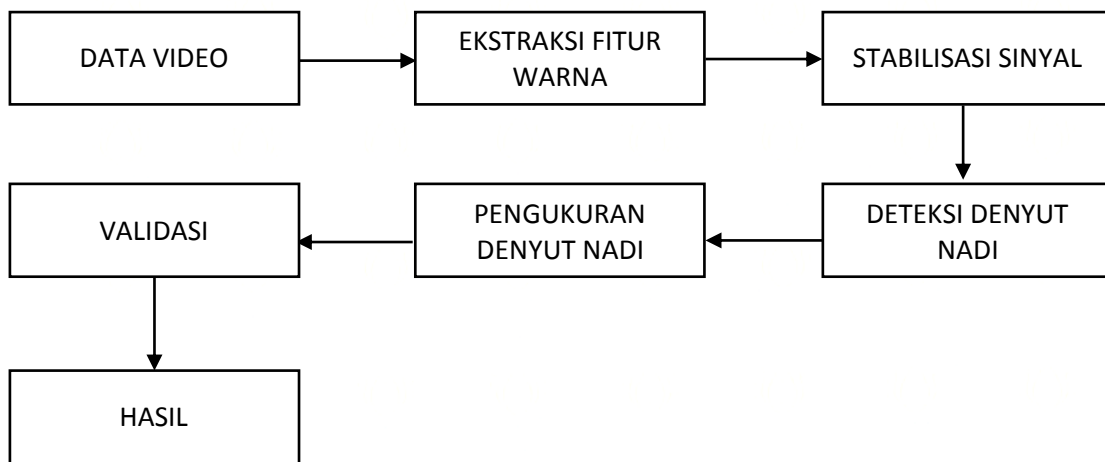 DATA VIDEO
EKSTRAKSI FITUR
WARNA
STABILISASI SINYAL
DETEKSI DENYUT
NADI
PENGUKURAN
DENYUT NADI
VALIDASI
HASIL